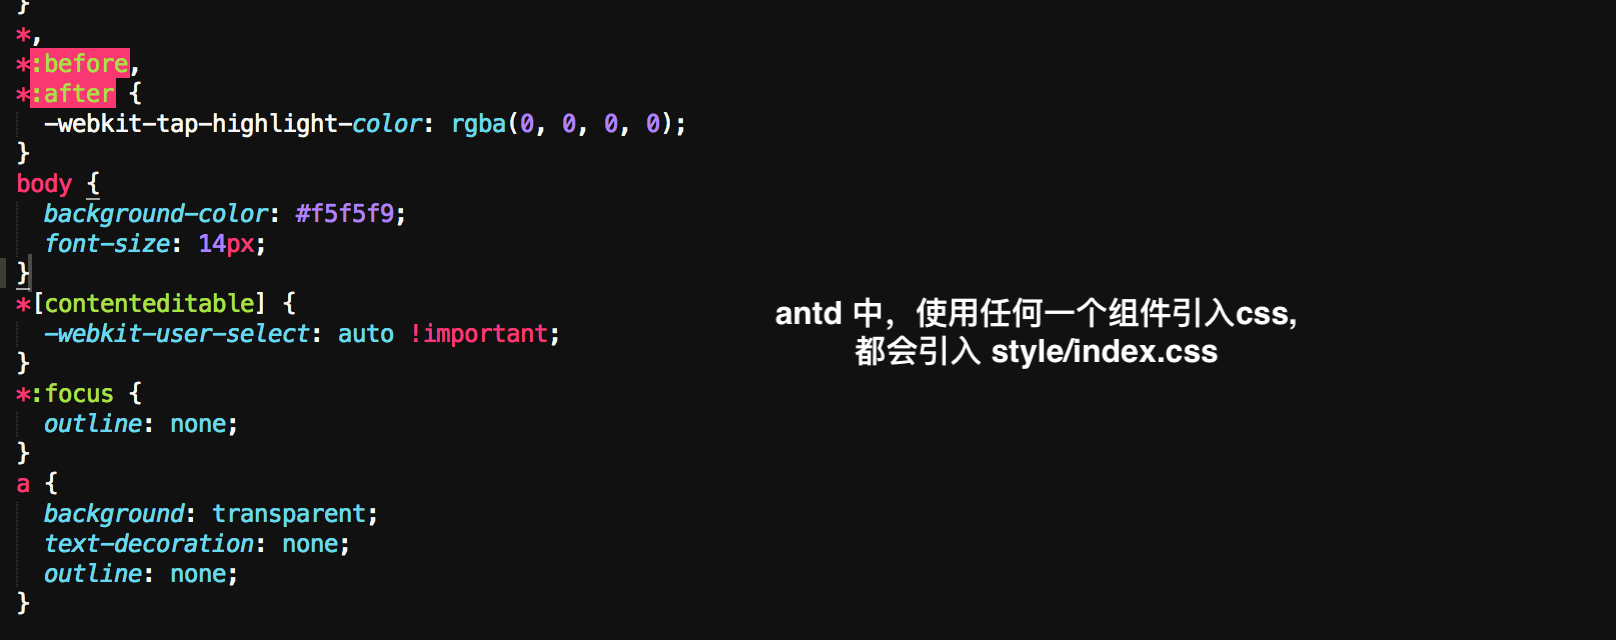 }
*,
*:before,
*:after {
-webkit-tap-highlight-color: rgba(0, 0, 0, 0);
}
body {
background-color: #f5f5f9;
font-size: 14px;
}
*[contenteditable] {
-webkit-user-select: auto !important;
}
*:focus {
outline: none;
}
a {
background: transparent;
text-decoration: none;
outline: none;
}
antd 中，使用任何一个组件引入css,
都会引入 style/index.css